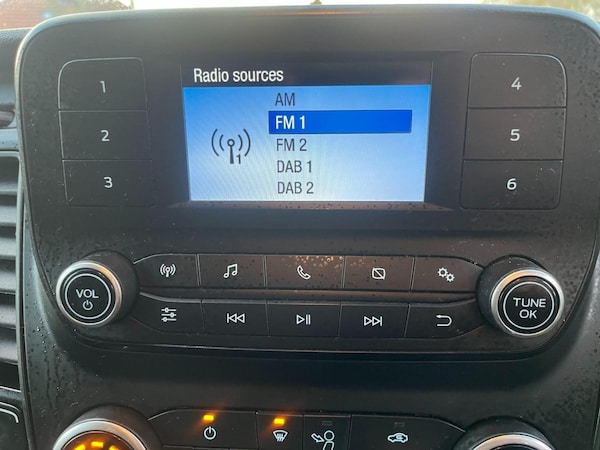 Radio sources
AM
FM 1
FM 2
DAB 1
DAB 2
1
1
2
3
4
5
6
VOL
TUNE
OK